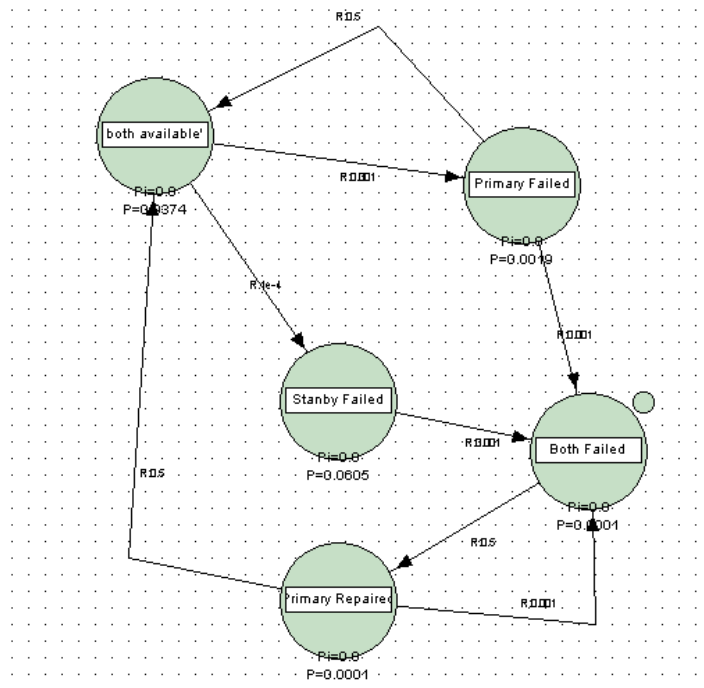 R:0.5
both available'
Pi=0.0
P=0.9374
R:0.001
Primary Failed
Pi=0.0
P=0.0019
R:1e-4
R:0.001
Stanby Failed
Pi=0.0
P=0.0605
R:0.001
Both Failed
Pi=0.0
P=0.0001
R:0.5
R:0.5
Primary Repaired
R:0.001
Pi=0.0
P=0.0001